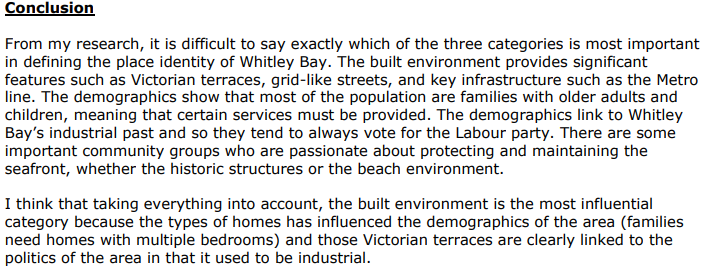 Conclusion
From my research, it is difficult to say exactly which of the three categories is most important
in defining the place identity of Whitley Bay. The built environment provides significant
features such as Victorian terraces, grid-like streets, and key infrastructure such as the Metro
line. The demographics show that most of the population are families with older adults and
children, meaning that certain services must be provided. The demographics link to Whitley
Bay's industrial past and so they tend to always vote for the Labour party. There are some
important community groups who are passionate about protecting and maintaining the
seafront, whether the historic structures or the beach environment.
I think that taking everything into account, the built environment is the most influential
category because the types of homes has influenced the demographics of the area (families
need homes with multiple bedrooms) and those Victorian terraces are clearly linked to the
politics of the area in that it used to be industrial.